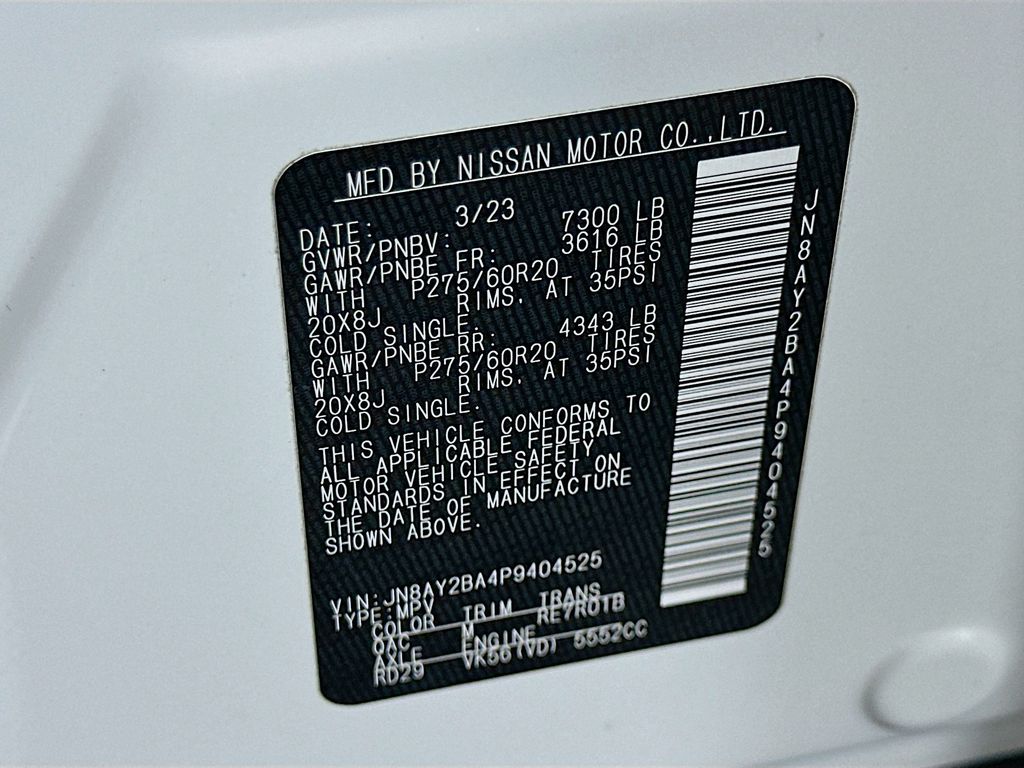 MFD BY NISSAN MOTOR CO.,LTD.
DATE: 3/23
GVWR/PNBV: 7300 LB
GAWR/PNBE FR: 3616 LB
WITH P275/60R20 TIRES
20X8J RIMS. AT 35PSI
COLD SINGLE.
GAWR/PNBE RR: 4343 LB
WITH P275/60R20 TIRES
20X8J RIMS. AT 35PSI
COLD SINGLE.
THIS VEHICLE CONFORMS TO
ALL APPLICABLE FEDERAL
MOTOR VEHICLE SAFETY
STANDARDS IN EFFECT ON
THE DATE OF MANUFACTURE
SHOWN ABOVE.
VIN:JN8AY2BA4P9404525
TYPE:MPV
COLOR TRIM TRANS
QAC M RE7R01B
AXLE ENGINE
RD29 VK56(VD) 5552CC
JN8AY2BA4P9404525